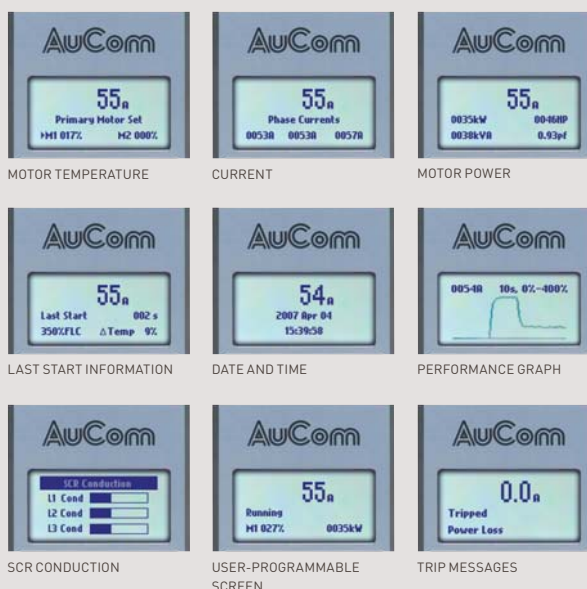 AuCom
55A
Primary Motor Set
M1 017% M2 000%
MOTOR TEMPERATURE
AuCom
55A
Phase Currents
0053A 0053A 0057A
CURRENT
AuCom
55A
0035kW 0046HP
0038kVA 0.93pf
MOTOR POWER
AuCom
55A
Last Start 002 s
350%FLC ΔTemp 9%
LAST START INFORMATION
AuCom
54A
2007 Apr 04
15:39:58
DATE AND TIME
AuCom
0054A 10s, 0%-400%
PERFORMANCE GRAPH
AuCom
SCR Conduction
L1 Cond
L2 Cond
L3 Cond
SCR CONDUCTION
AuCom
55A
Running
M1 027% 0035kW
USER-PROGRAMMABLE
SCREEN
AuCom
0.0A
Tripped
Power Loss
TRIP MESSAGES